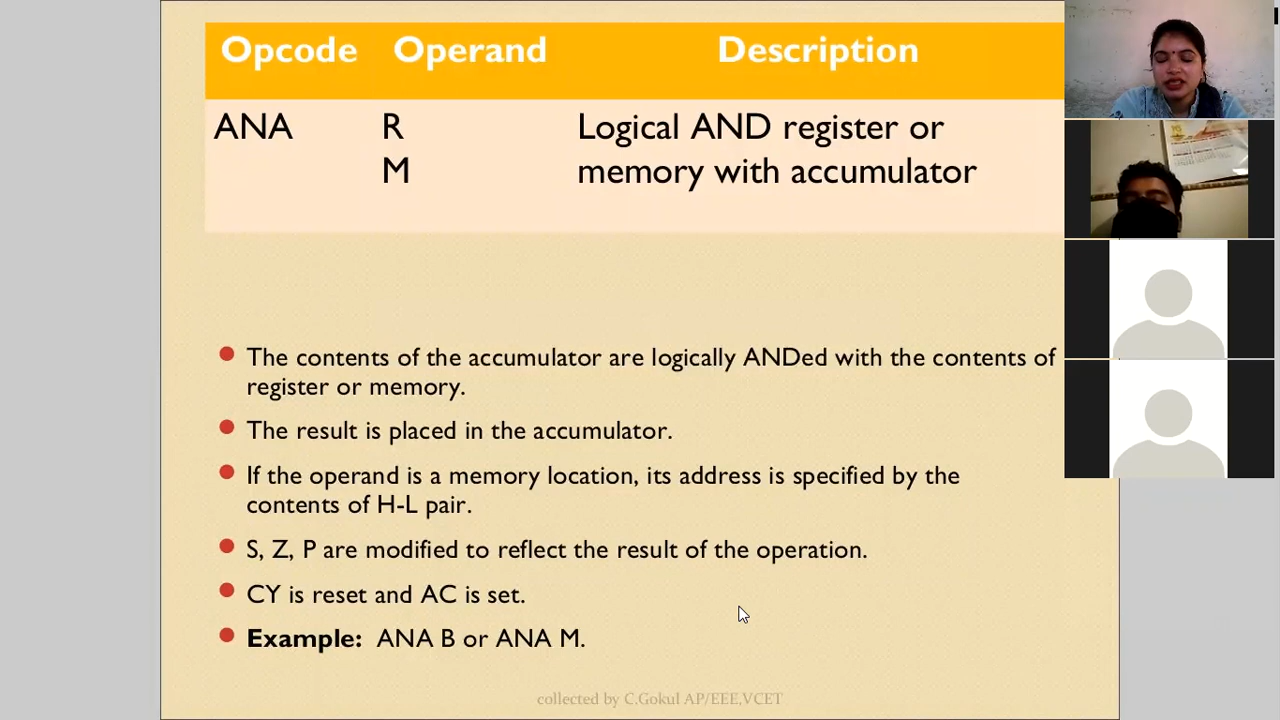 Opcode Operand Description
ANA R Logical AND register or
M memory with accumulator
The contents of the accumulator are logically ANDed with the contents of
register or memory.
The result is placed in the accumulator.
If the operand is a memory location, its address is specified by the
contents of H-L pair.
S, Z, P are modified to reflect the result of the operation.
CY is reset and AC is set.
Example: ANA B or ANA M.
collected by C.Gokul AP/EEE,VCET